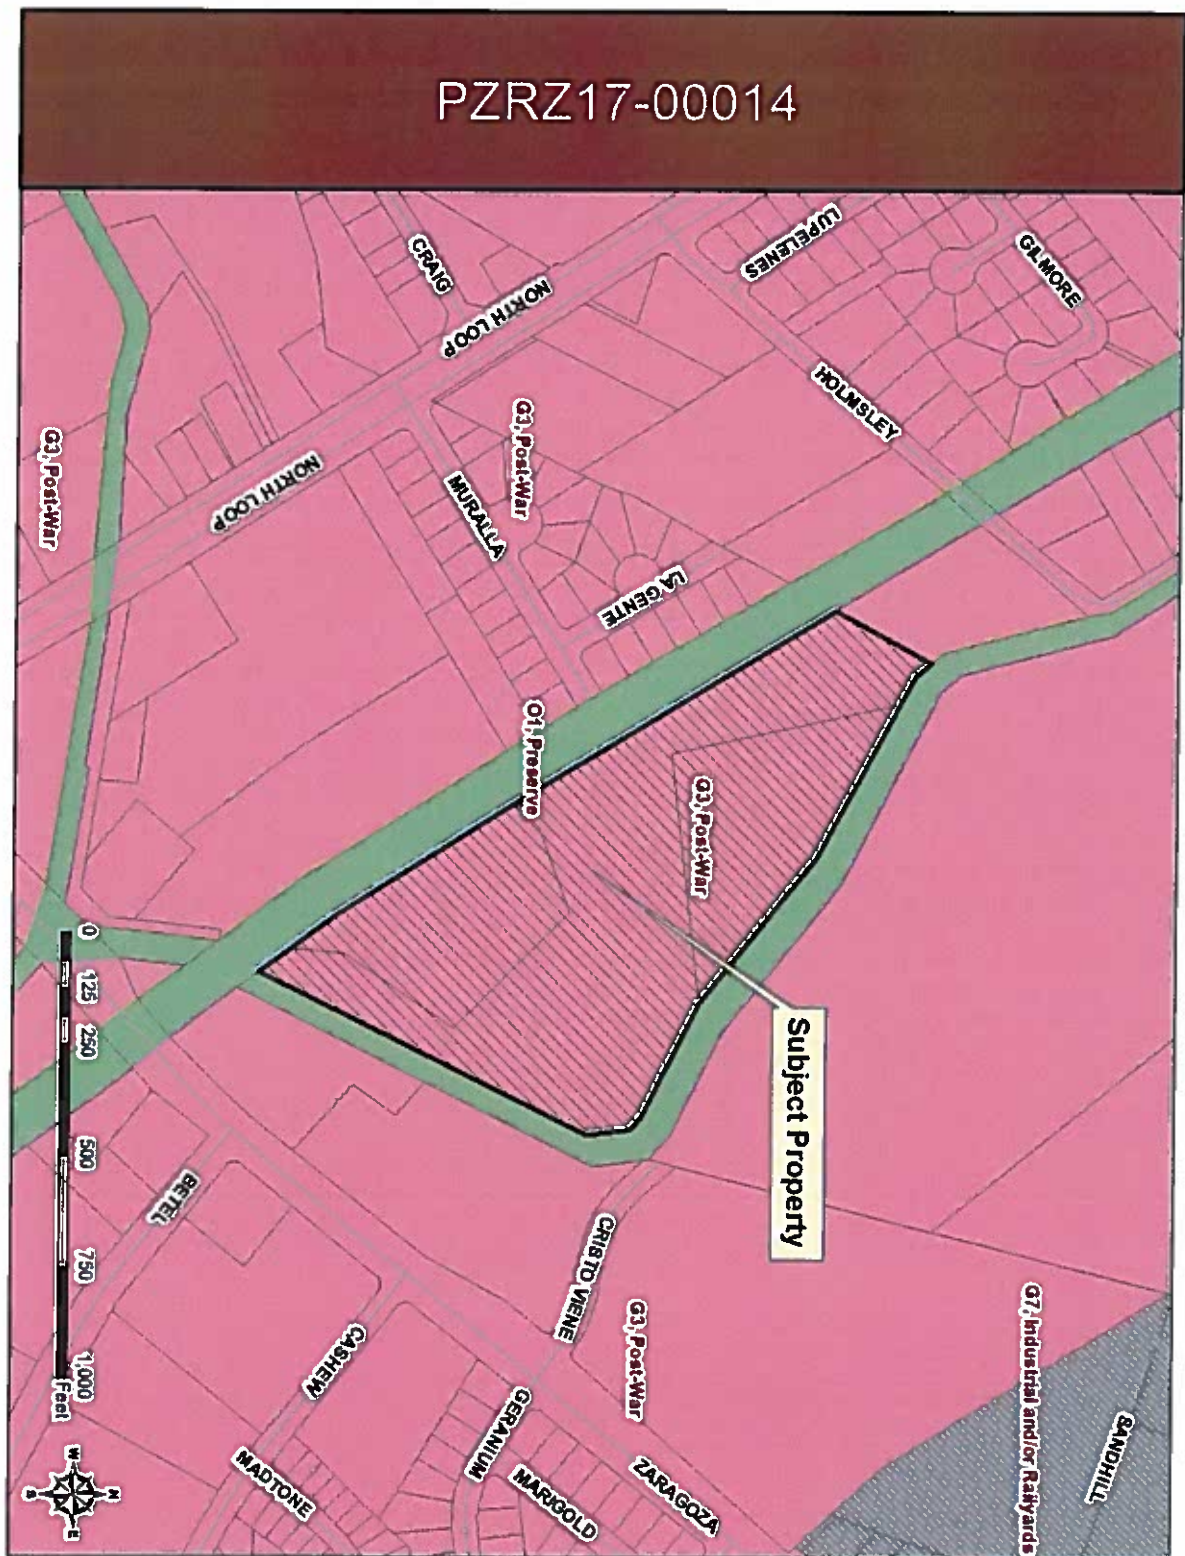 PZRZ17-00014
LUPELENES
GILMORE
CRAIG
NORTH LOOP
HOLMSLEY
G3, Post-War
G3, Post-War
NORTH LOOP
MURALLA
LA GENTE
O1, Preserve
G3, Post-War
Subject Property
0 125 250 500 750 1,000
Feet
BETEL
CRISTO VIENE
G3, Post-War
G7, Industrial and/or Railyards
SANDHILL
CASHEW
GERANIUM
MADTONE
MARIGOLD
ZARAGOZA
N
W
E
S